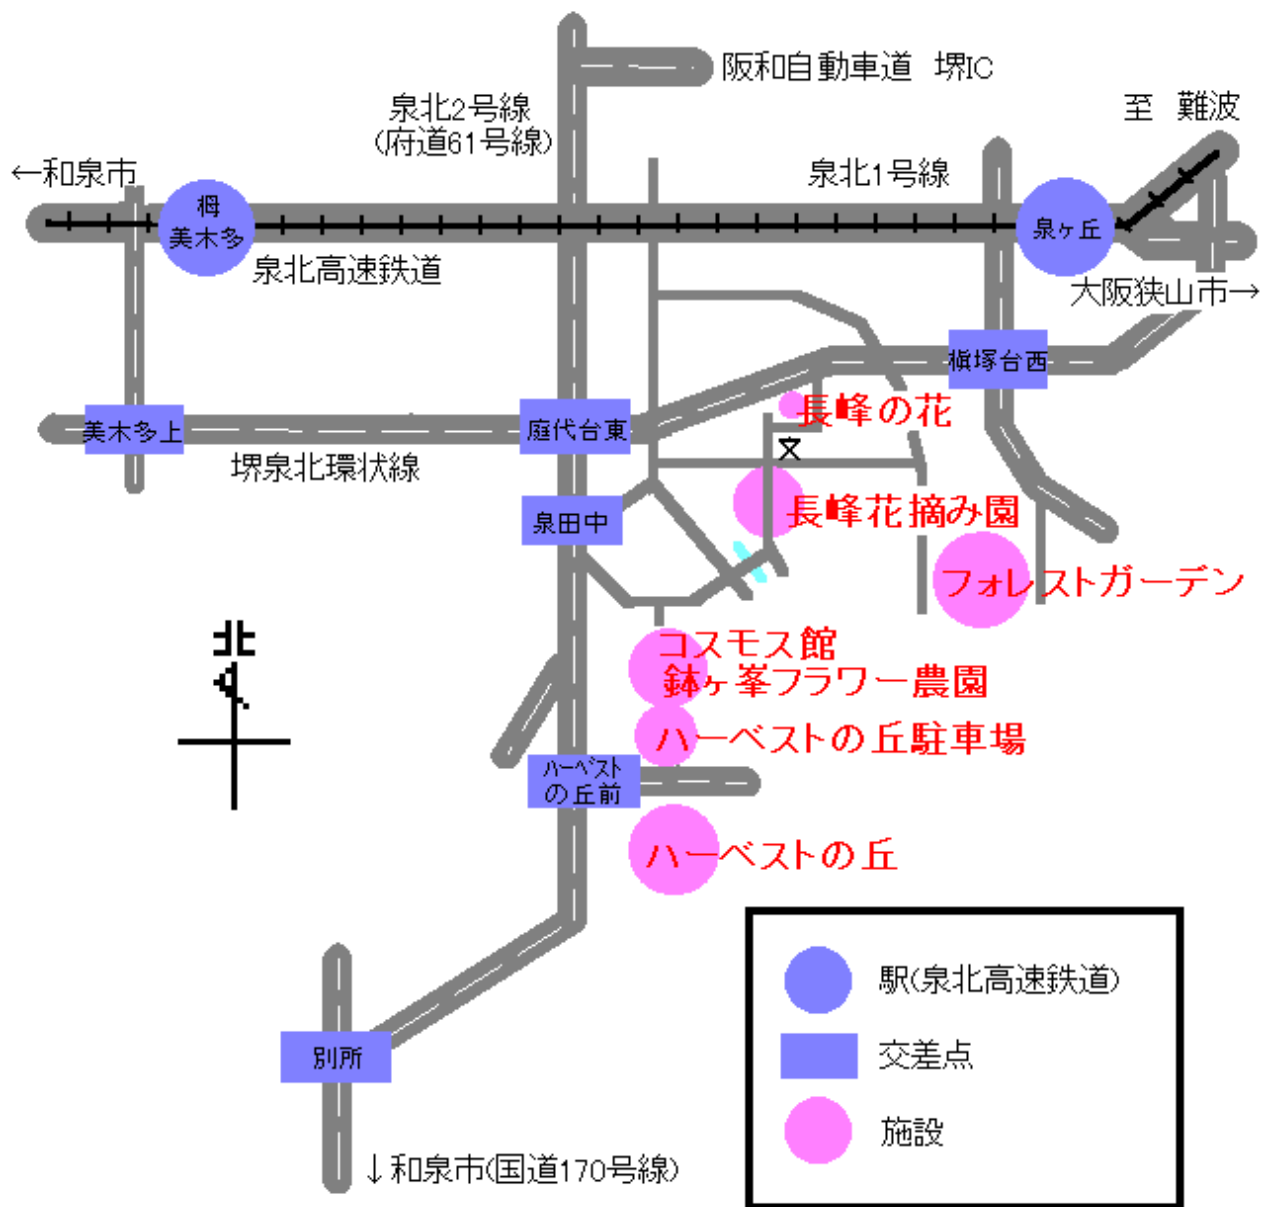 阪和自動車道 堺IC
泉北2号線
(府道61号線)
至 難波
←和泉市
泉北1号線
栂
美木多
泉ヶ丘
泉北高速鉄道
大阪狭山市→
槇塚台西
長峰の花
美木多上
庭代台東
文
堺泉北環状線
長峰花摘み園
泉田中
フォレストガーデン
北
コスモス館
鉢ヶ峯フラワー農園
ハーベストの丘駐車場
ハーベスト
の丘前
ハーベストの丘
駅(泉北高速鉄道)
別所
交差点
施設
↓和泉市(国道170号線)